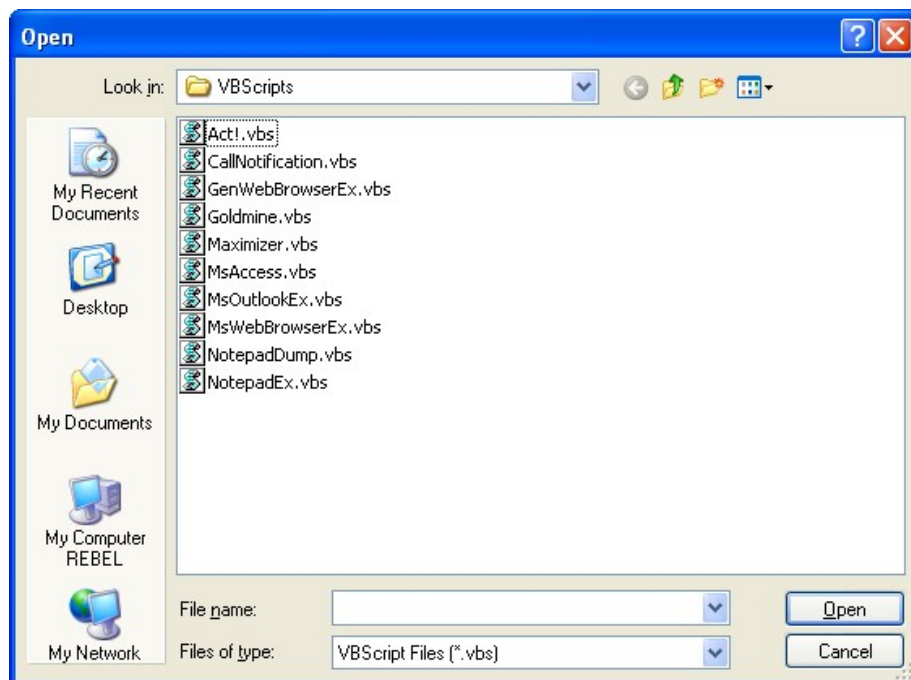 Open
Look in:
VBScripts
My Recent
Documents
Desktop
My Documents
My Computer
REBEL
My Network
Act!.vbs
CallNotification.vbs
GenWebBrowserEx.vbs
Goldmine.vbs
Maximizer.vbs
MsAccess.vbs
MsOutlookEx.vbs
MsWebBrowserEx.vbs
NotepadDump.vbs
NotepadEx.vbs
File name:
Open
Files of type:
VBScript Files (*.vbs)
Cancel